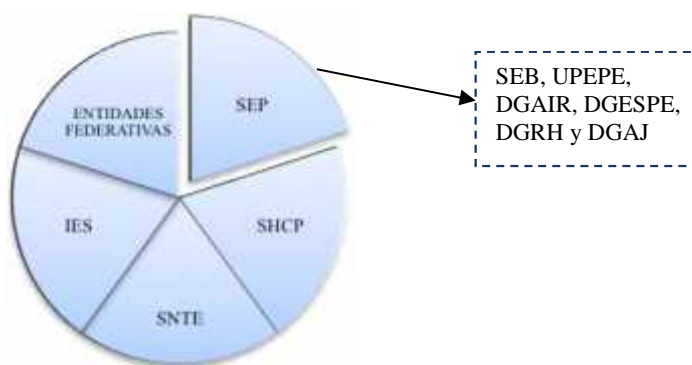 ENTIDADES
FEDERATIVAS
SEP
SHCP
SNTE
IES
SEB, UPEPE,
DGAIR, DGESPE,
DGRH y DGAJ